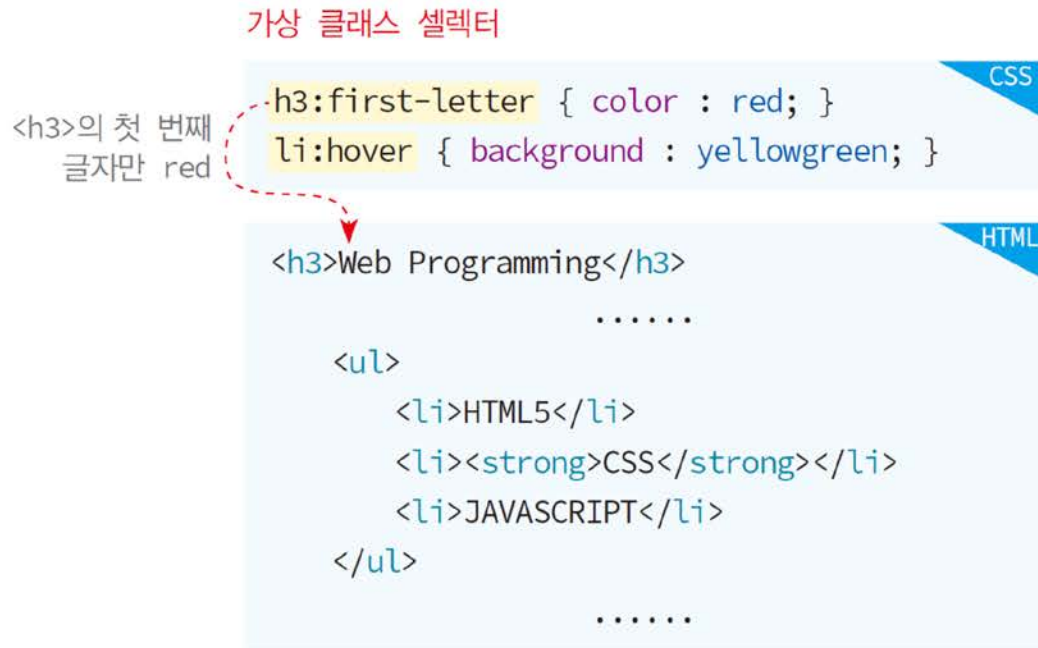 가상 클래스 셀렉터
CSS
h3:first-letter { color : red; }
li:hover { background : yellowgreen; }
<h3>의 첫 번째
글자만 red
HTML
<h3>Web Programming</h3>
......
<ul>
<li>HTML5</li>
<li><strong>CSS</strong></li>
<li>JAVASCRIPT</li>
</ul>
......